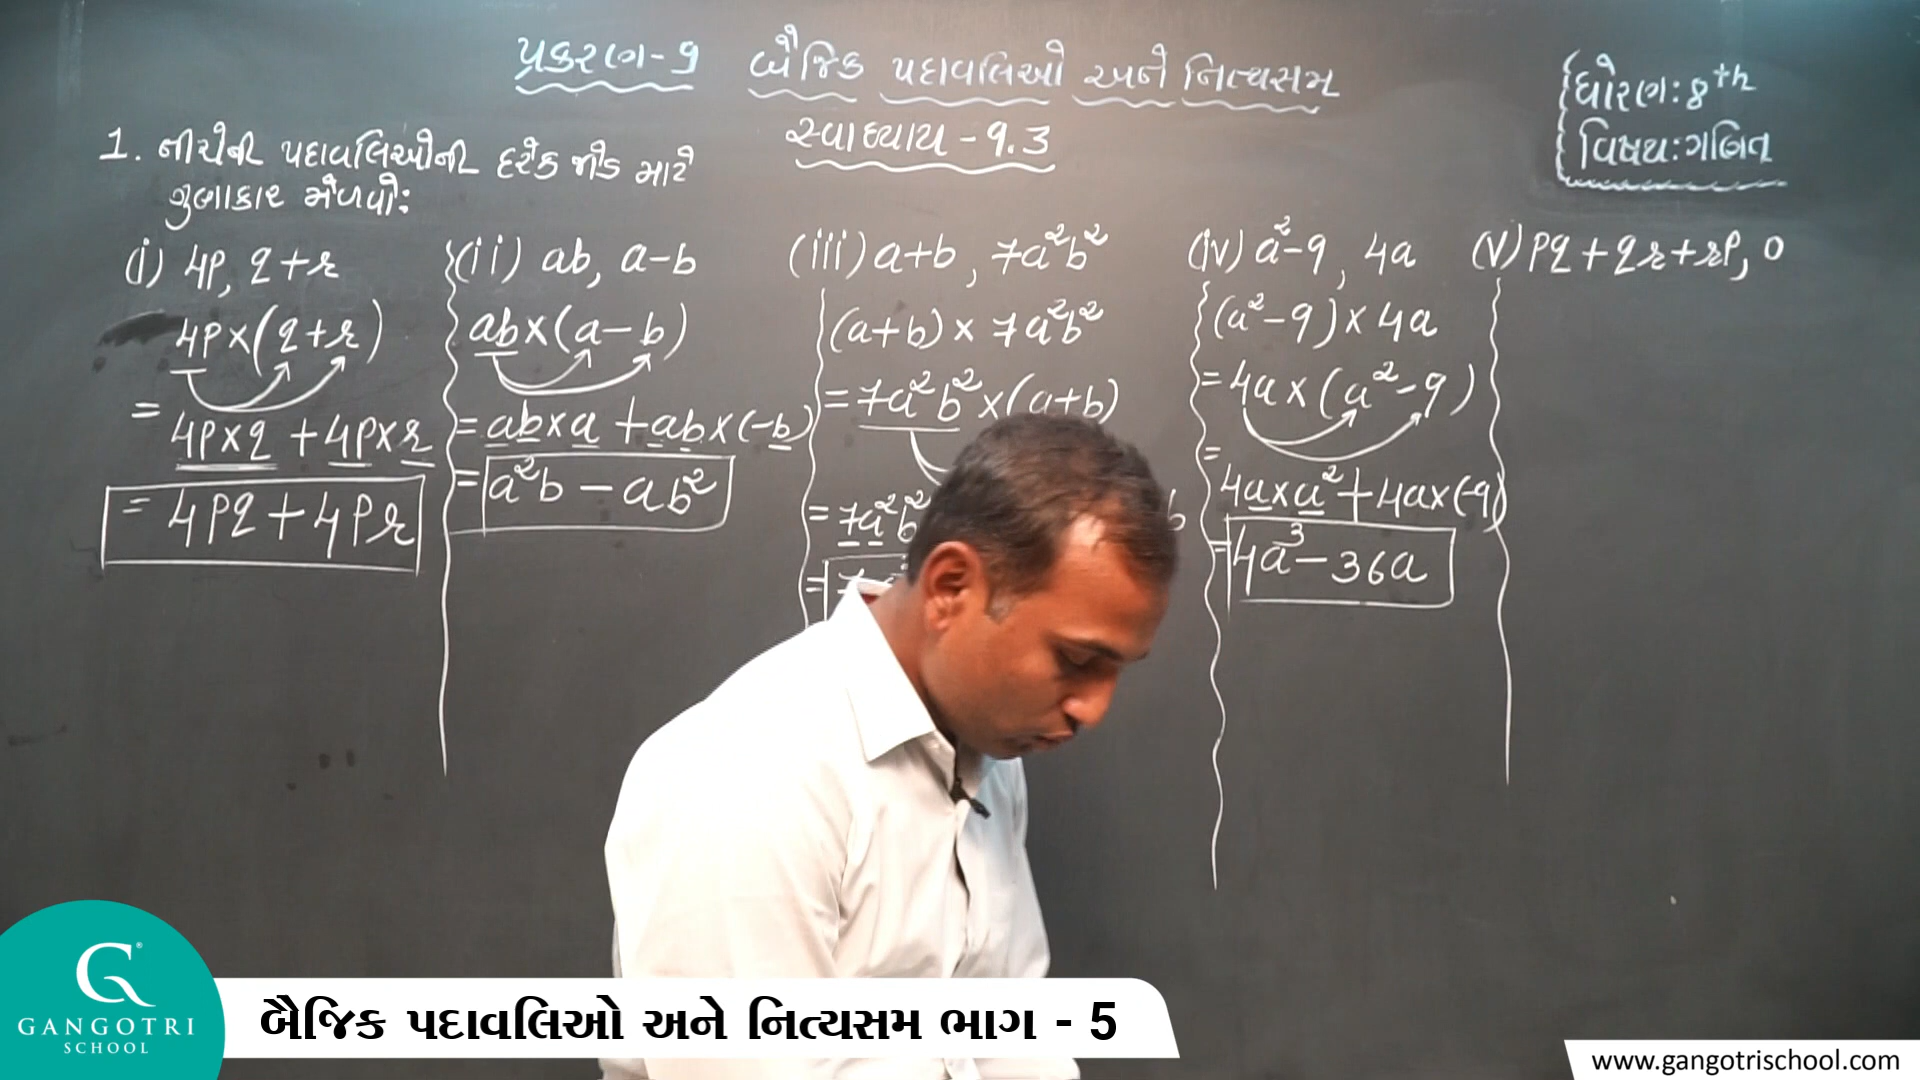 પ્રકરણ-9 બૈજિક પદાવલિઓ અને નિત્યસમ
ધોરણ: 8th
વિષય: ગણિત
સ્વાધ્યાય - 9.3
1. નીચેની પદાવલિઓની દરેક જોડ માટે
ગુણાકાર મેળવો:
(i) 4p, q+r
4p×(q+r)
= 4p×q + 4p×r
= 4pq + 4pr
(ii) ab, a-b
ab×(a-b)
= ab×a + ab×(-b)
= a²b - ab²
(iii) a+b, 7a²b²
(a+b) × 7a²b²
= 7a²b²×(a+b)
= 7a²b²
(iv) a²-9, 4a
(a²-9)×4a
= 4a×(a²-9)
=
4a×a²+4a×(-9)
= 4a³-36a
(v) pq+qr+rp, 0
GANGOTRI
SCHOOL
બૈજિક પદાવલિઓ અને નિત્યસમ ભાગ - 5
www.gangotrischool.com